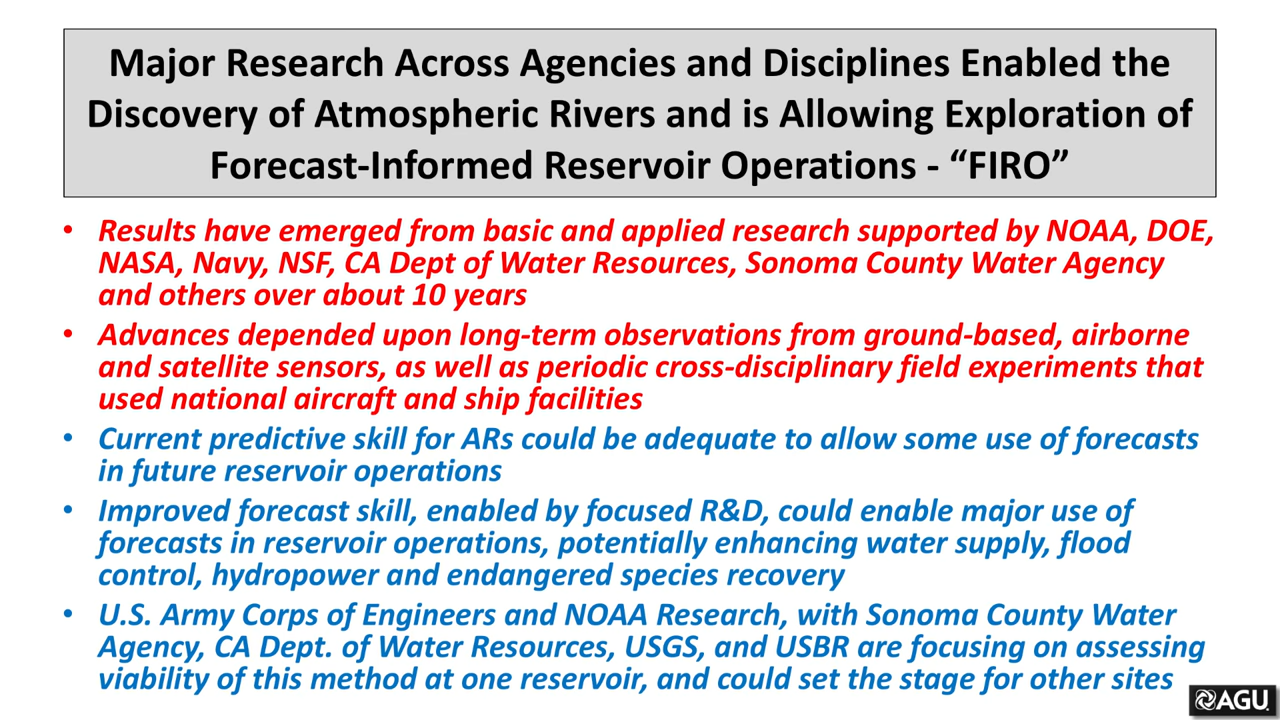 Major Research Across Agencies and Disciplines Enabled the
Discovery of Atmospheric Rivers and is Allowing Exploration of
Forecast-Informed Reservoir Operations - “FIRO”
• Results have emerged from basic and applied research supported by NOAA, DOE,
NASA, Navy, NSF, CA Dept of Water Resources, Sonoma County Water Agency
and others over about 10 years
• Advances depended upon long-term observations from ground-based, airborne
and satellite sensors, as well as periodic cross-disciplinary field experiments that
used national aircraft and ship facilities
• Current predictive skill for ARs could be adequate to allow some use of forecasts
in future reservoir operations
• Improved forecast skill, enabled by focused R&D, could enable major use of
forecasts in reservoir operations, potentially enhancing water supply, flood
control, hydropower and endangered species recovery
• U.S. Army Corps of Engineers and NOAA Research, with Sonoma County Water
Agency, CA Dept. of Water Resources, USGS, and USBR are focusing on assessing
viability of this method at one reservoir, and could set the stage for other sites
AGU